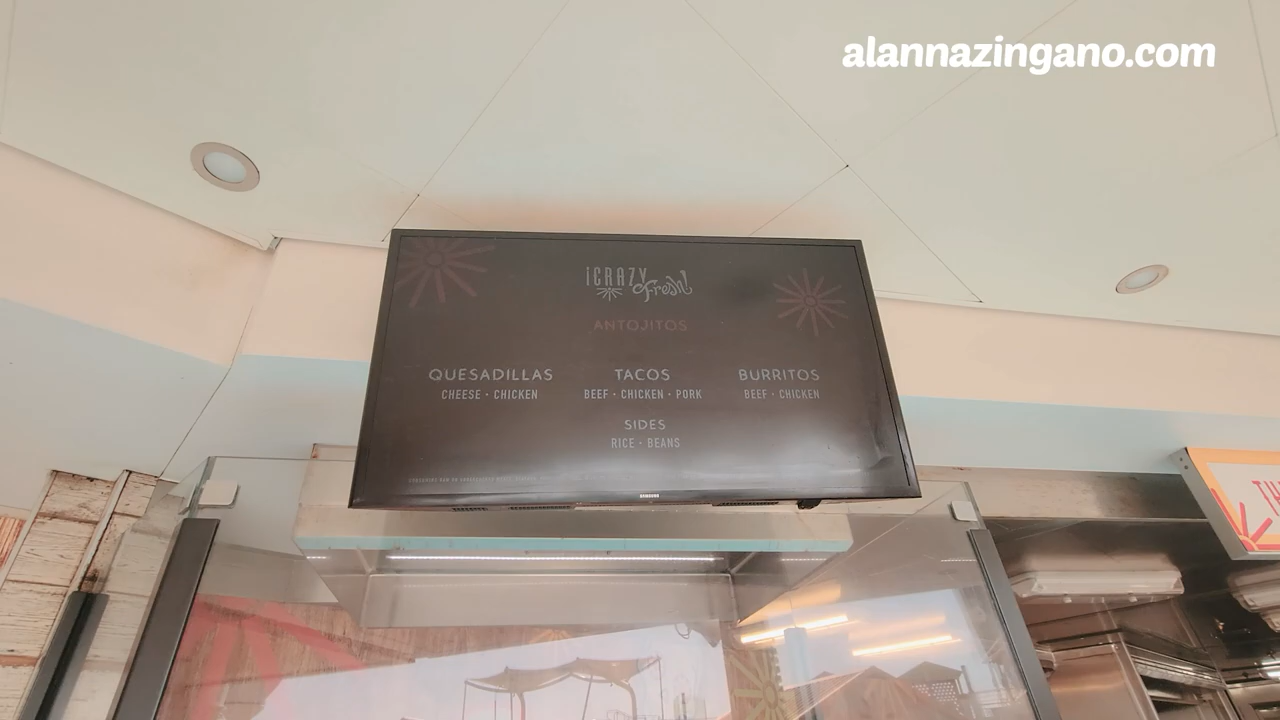 alannazingano.com
¡CRAZY
Fresh!
ANTOJITOS
QUESADILLAS TACOS BURRITOS
CHEESE • CHICKEN BEEF • CHICKEN • PORK BEEF • CHICKEN
SIDES
RICE • BEANS
SAMSUNG